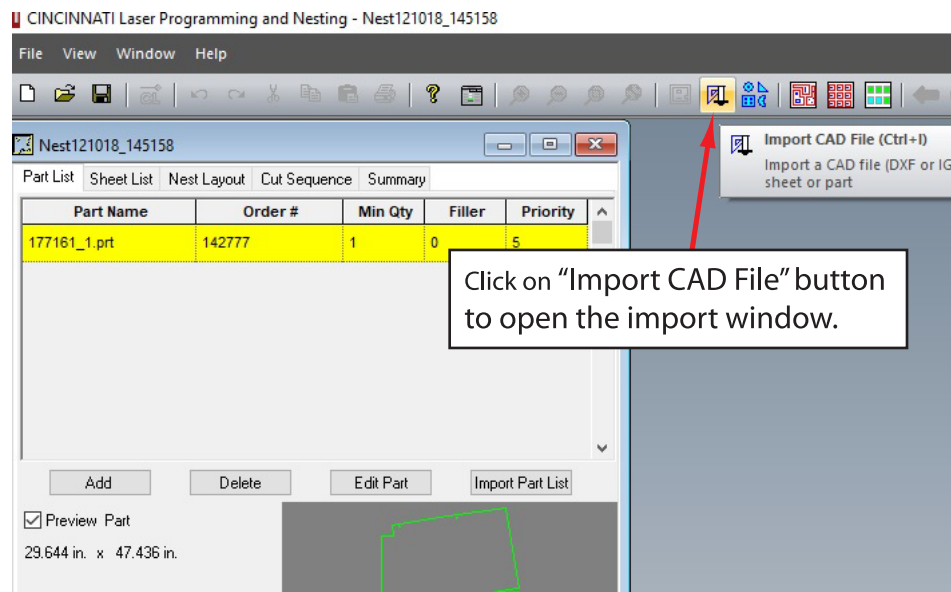 CINCINNATI Laser Programming and Nesting - Nest121018_145158
File View Window Help
Nest121018_145158
Import CAD File (Ctrl+I)
Import a CAD file (DXF or IG
sheet or part
Part List Sheet List Nest Layout Cut Sequence Summary
Part Name Order # Min Qty Filler Priority
177161_1.prt 142777 1 0 5
Click on “Import CAD File” button
to open the import window.
Add Delete Edit Part Import Part List
Preview Part
29.644 in. x 47.436 in.